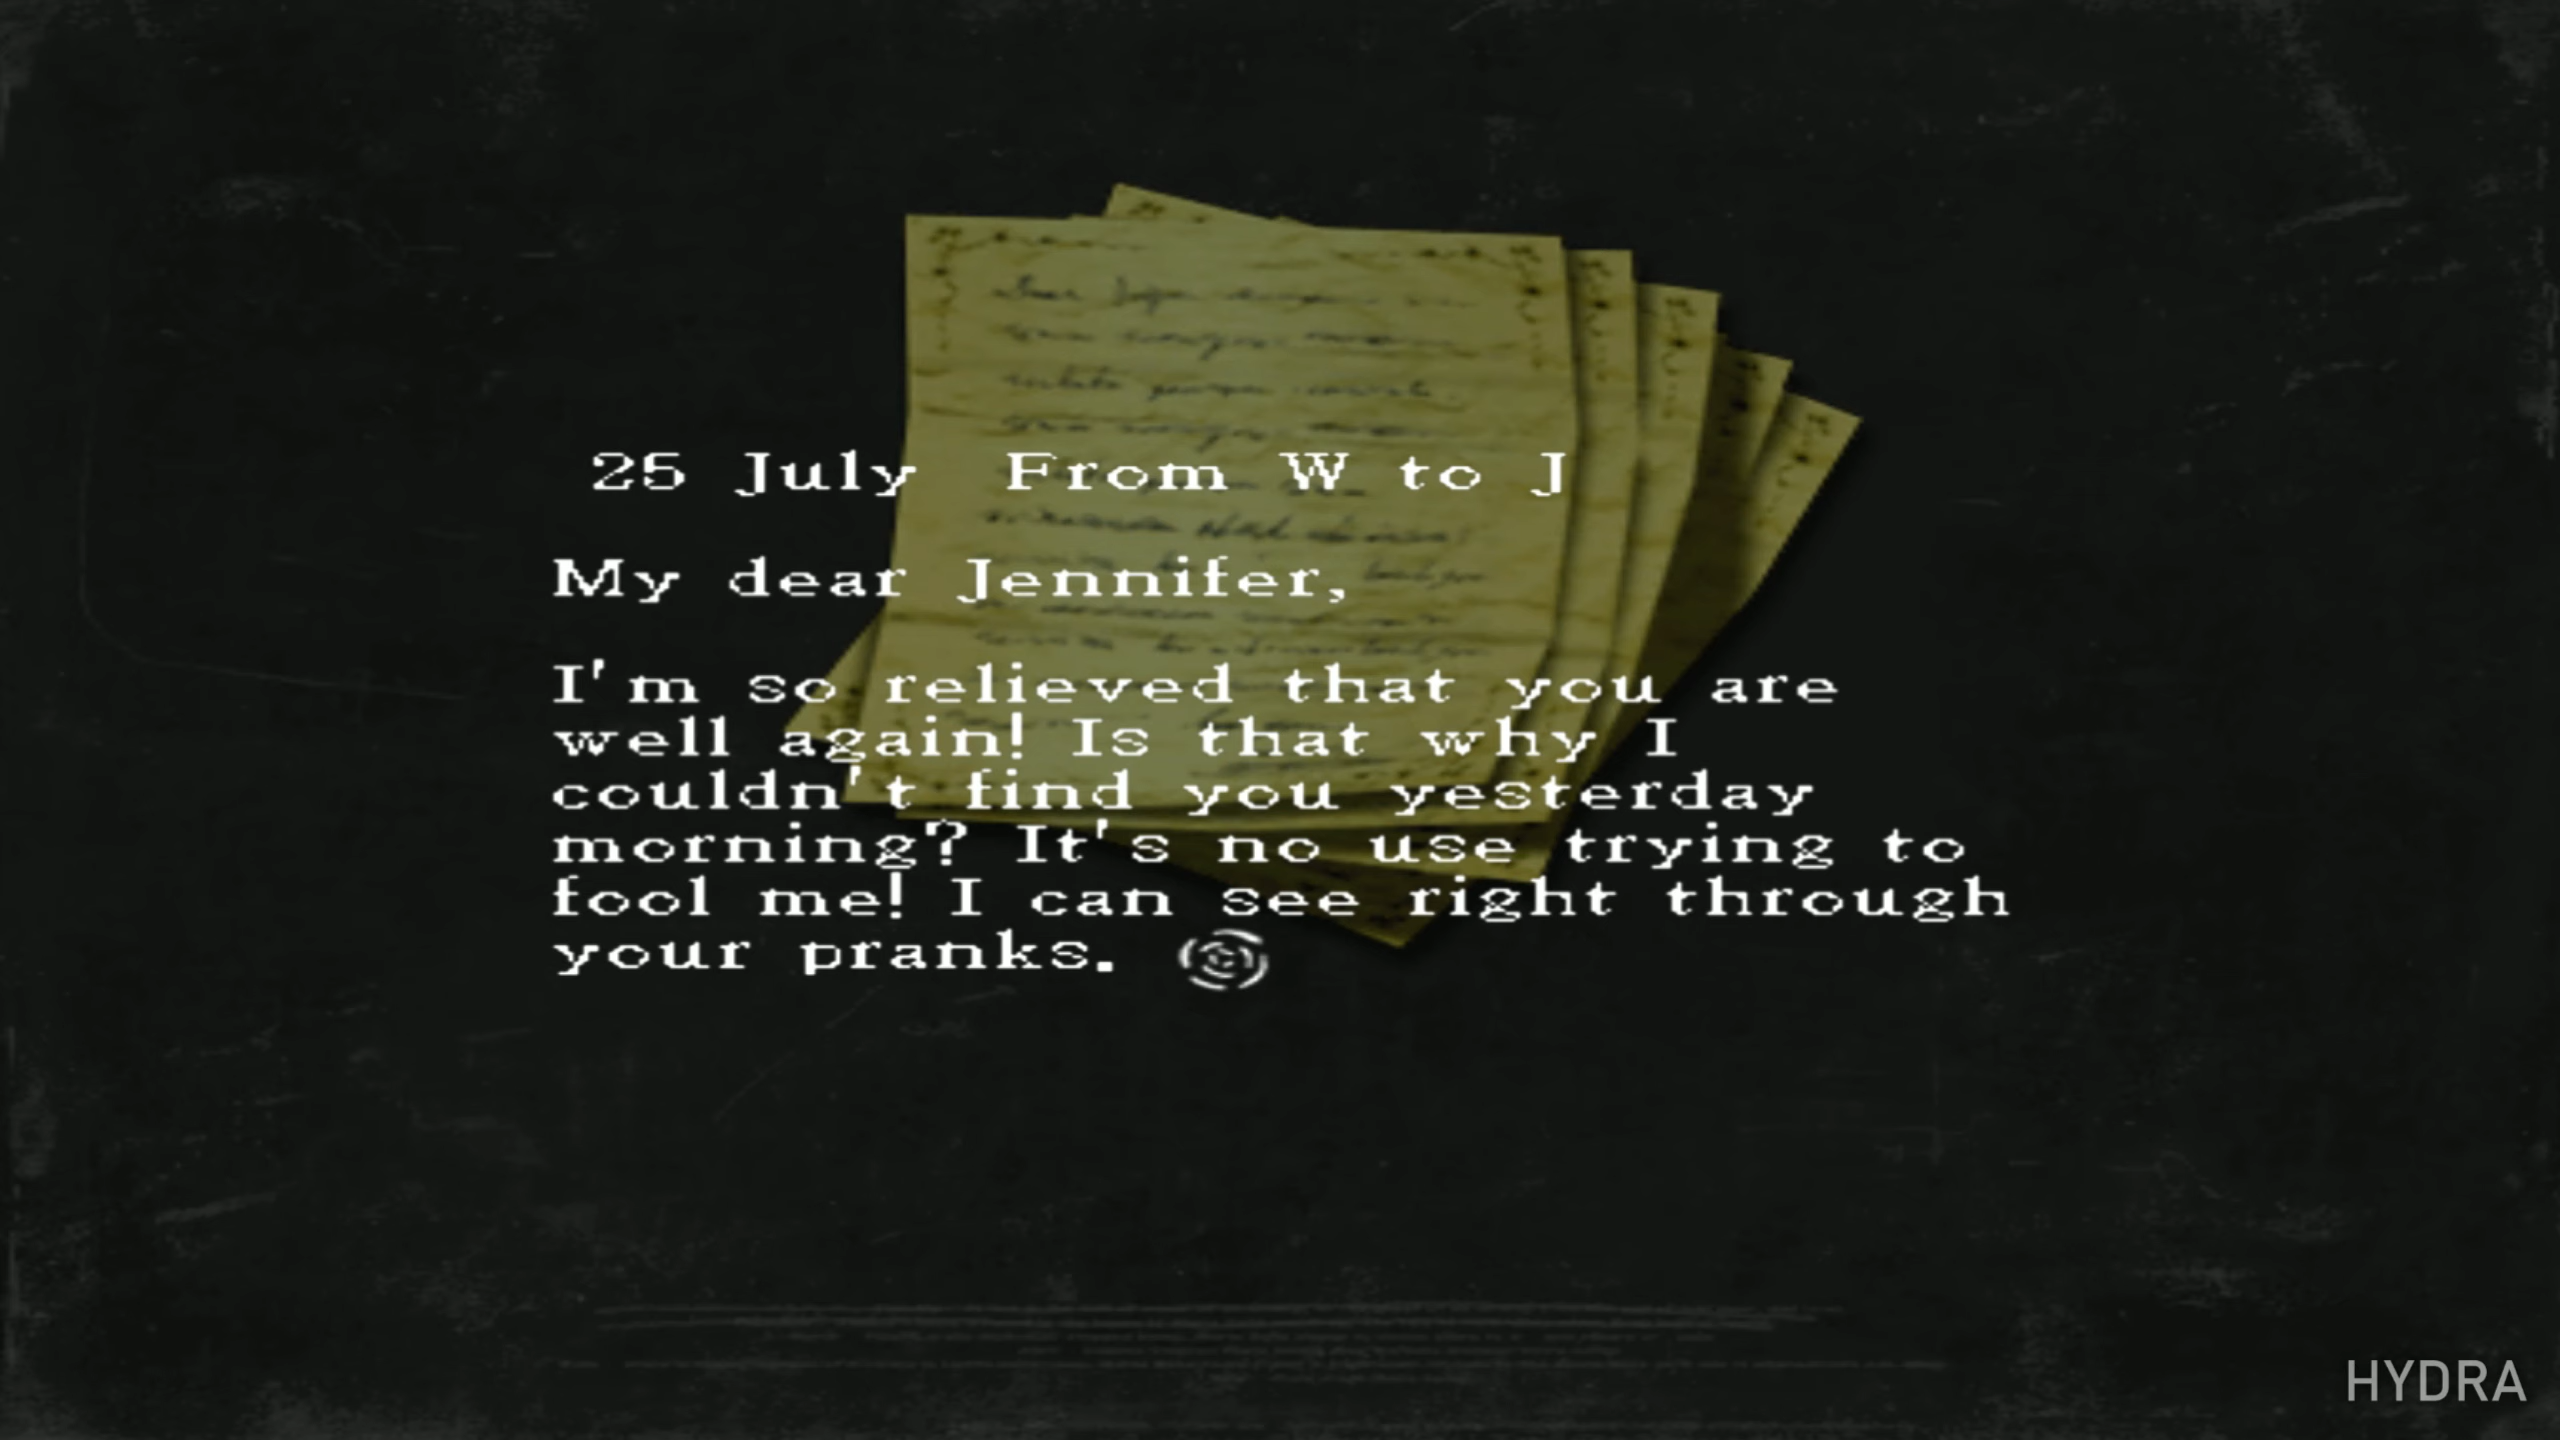 25 July  From W to J
My dear Jennifer,
I'm so relieved that you are
well again! Is that why I
couldn't find you yesterday
morning? It's no use trying to
fool me! I can see right through
your pranks.
HYDRA